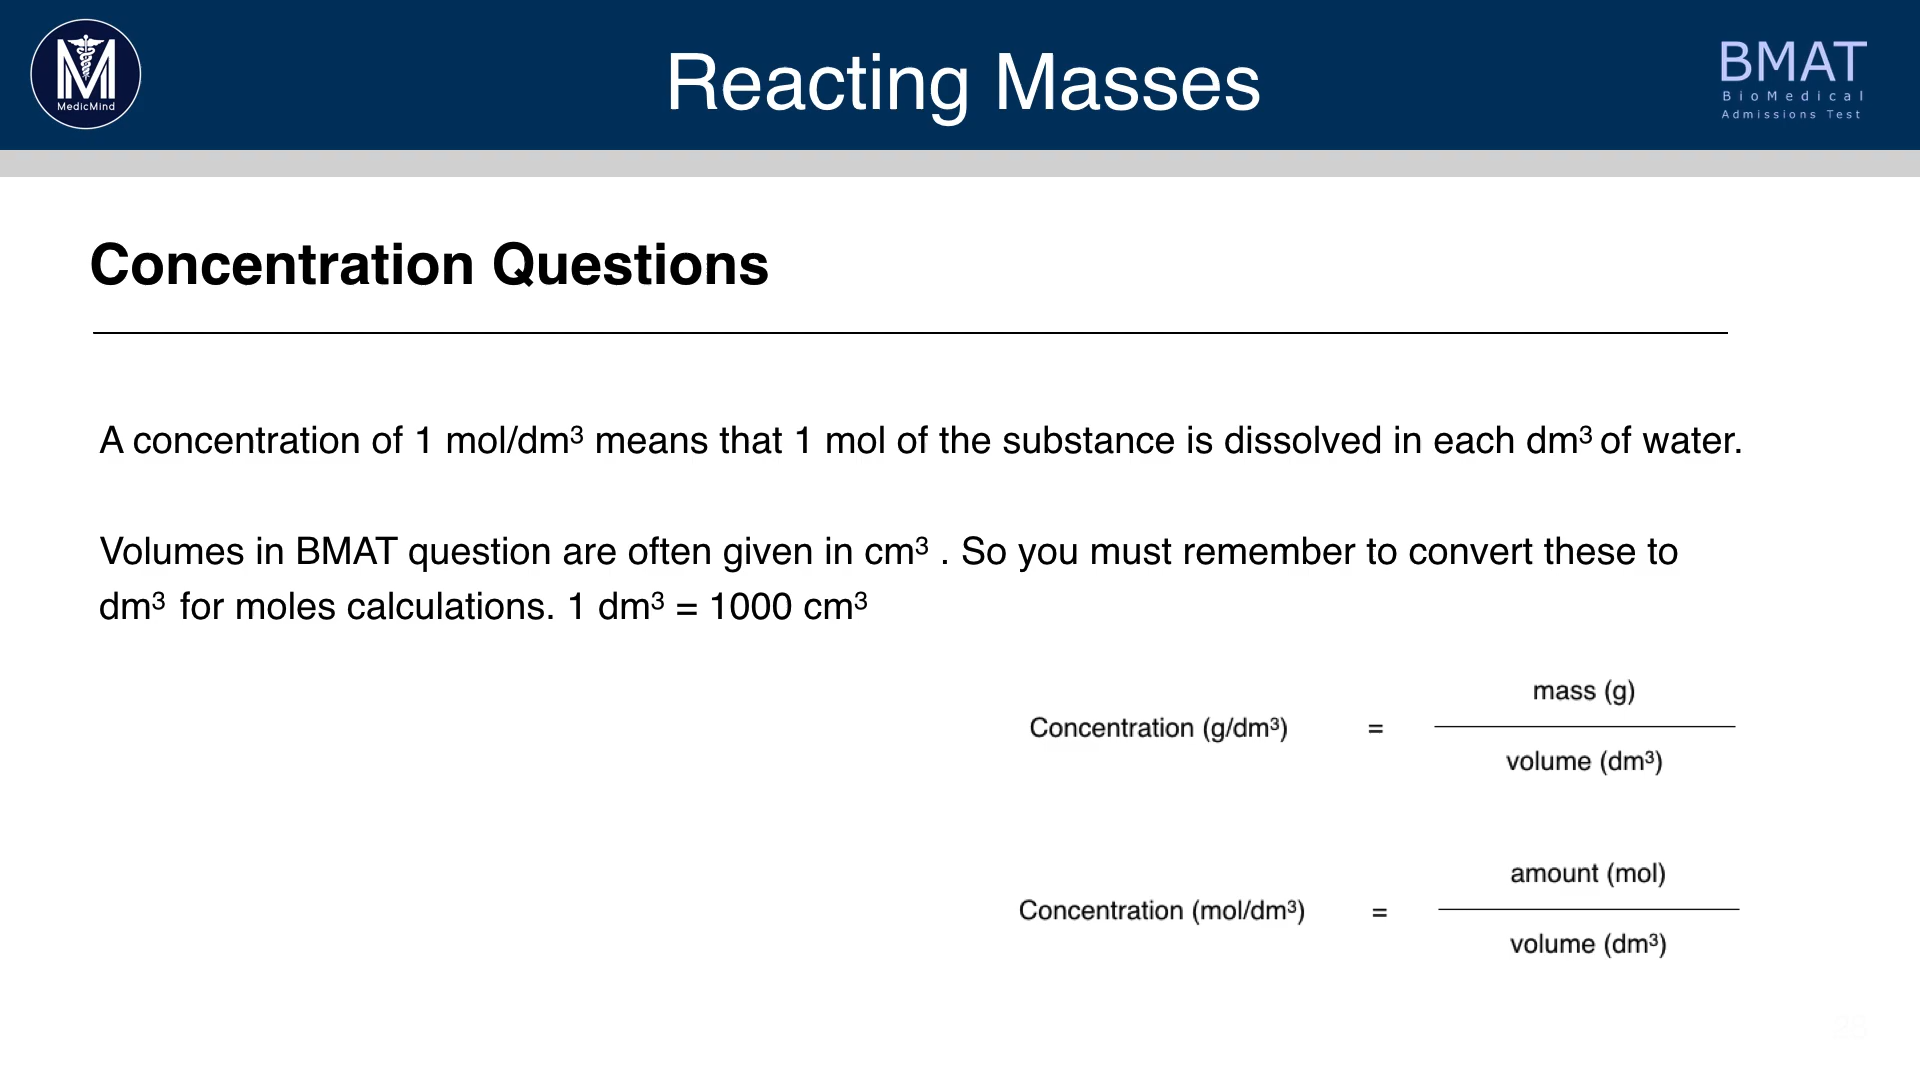 MedicMind
Reacting Masses
BMAT
BioMedical
Admissions Test
Concentration Questions
A concentration of 1 mol/dm³ means that 1 mol of the substance is dissolved in each dm³ of water.
Volumes in BMAT question are often given in cm³ . So you must remember to convert these to
dm³ for moles calculations. 1 dm³ = 1000 cm³
mass (g)
Concentration (g/dm³) =
volume (dm³)
amount (mol)
Concentration (mol/dm³) =
volume (dm³)